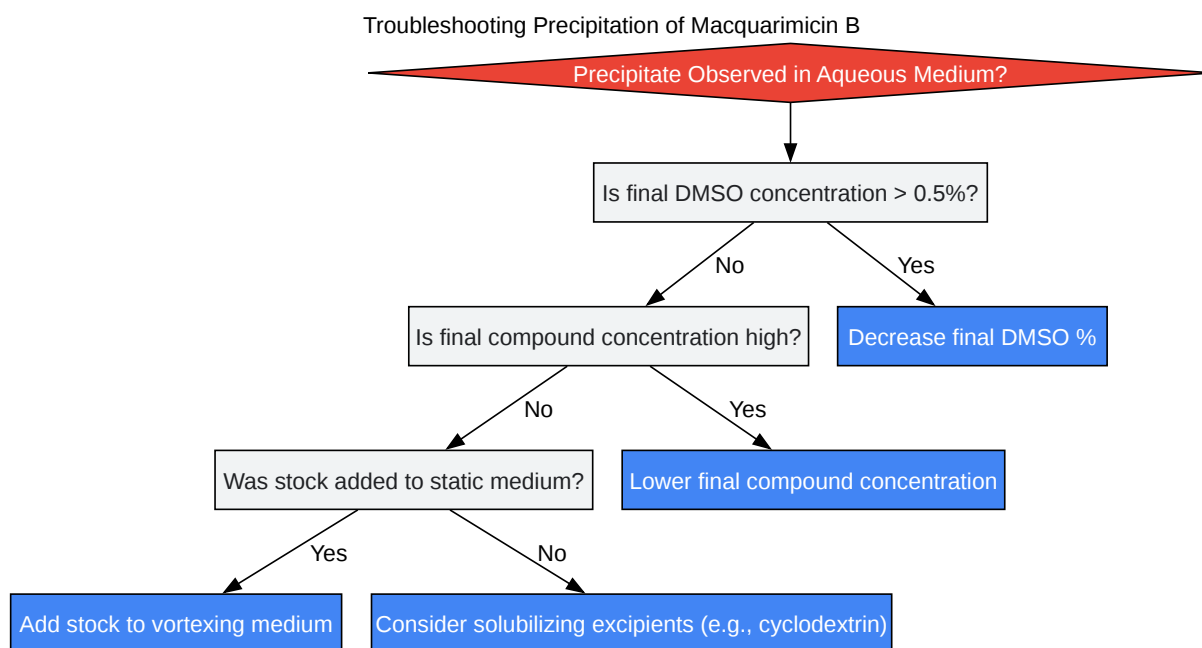 Troubleshooting Precipitation of Macquarimicin B
Precipitate Observed in Aqueous Medium?
Is final DMSO concentration > 0.5%?
No
Yes
Is final compound concentration high?
Decrease final DMSO %
No
Yes
Was stock added to static medium?
Lower final compound concentration
Yes
No
Add stock to vortexing medium
Consider solubilizing excipients (e.g., cyclodextrin)